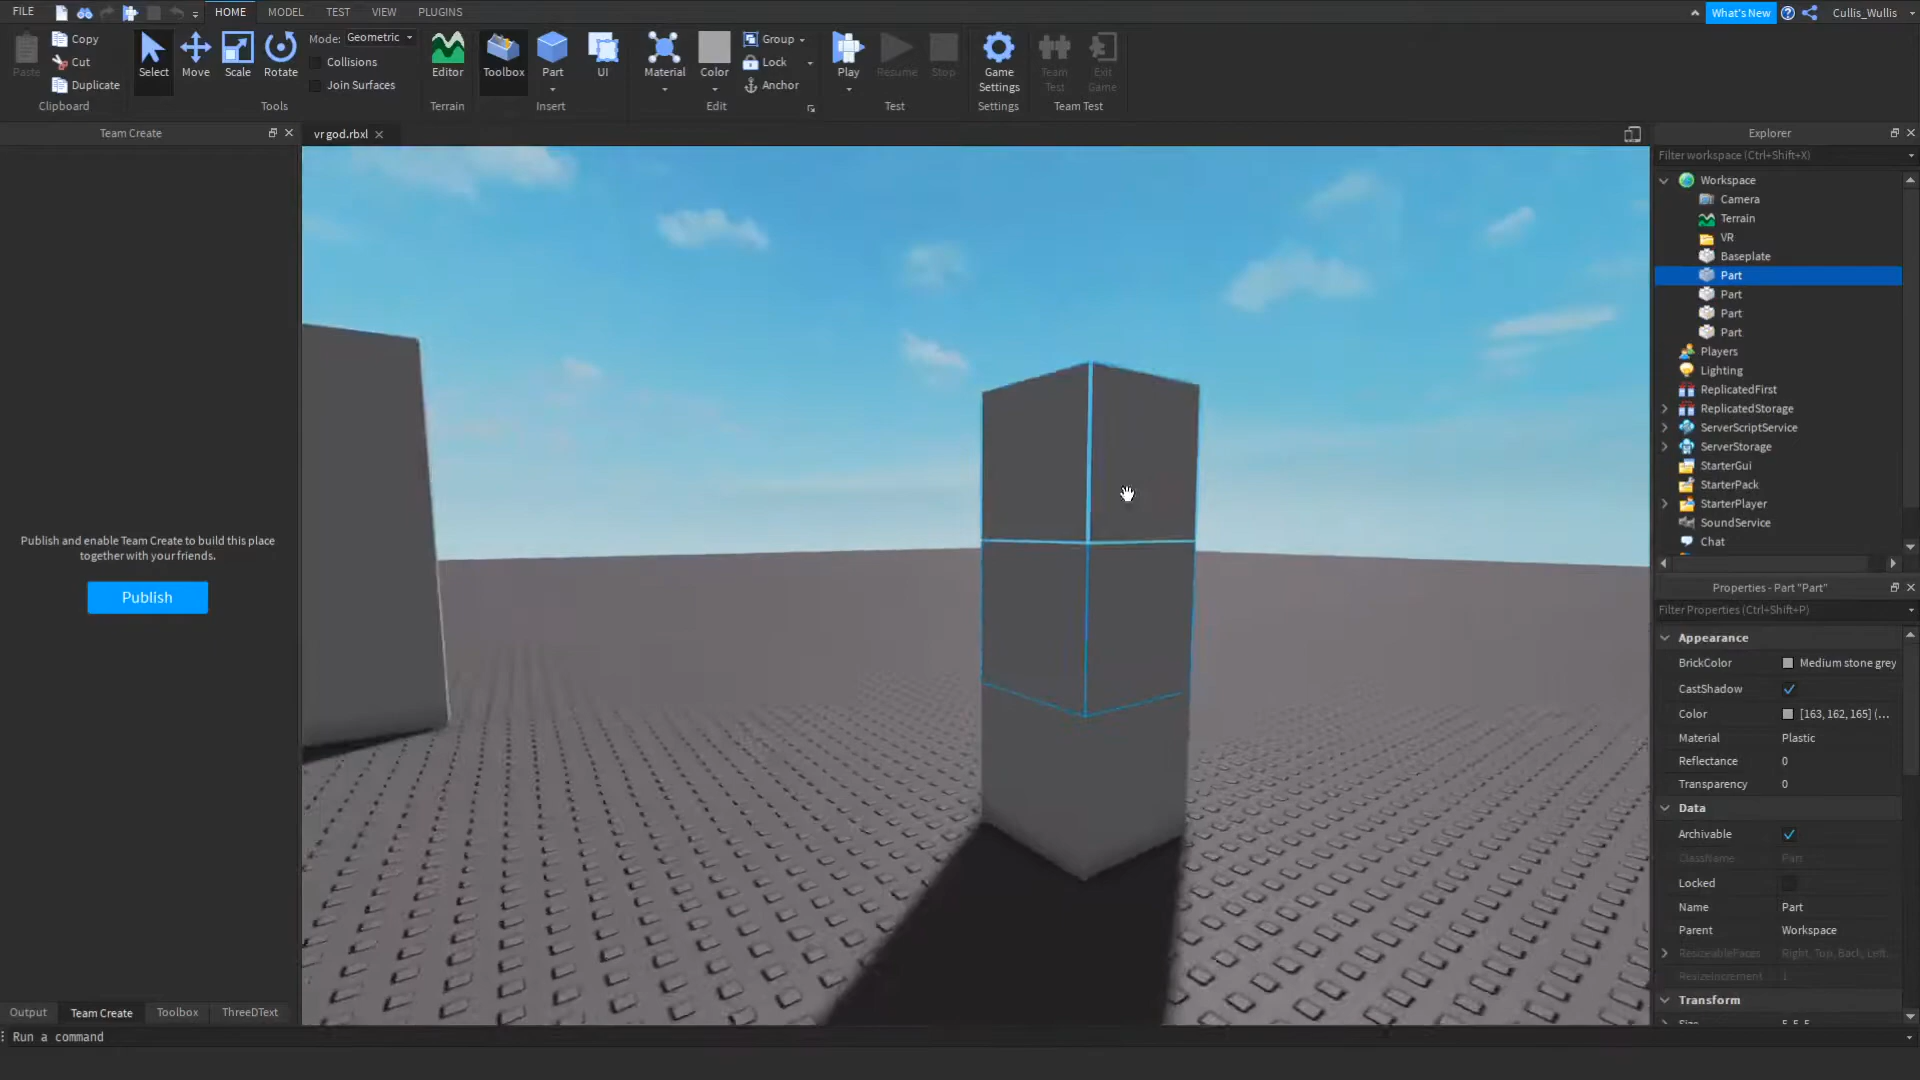 FILE HOME MODEL TEST VIEW PLUGINS What's New Cullis_Wullis
Paste Copy Cut Duplicate Clipboard
Select Move Scale Rotate Tools
Mode: Geometric
Collisions
Join Surfaces
Editor Terrain
Toolbox Part UI Insert
Material Color Group Lock Anchor Edit
Play Resume Stop Test
Game Settings Settings
Team Test Exit Game Team Test
Team Create
vr god.rbxl
Publish and enable Team Create to build this place
together with your friends.
Publish
Explorer
Filter workspace (Ctrl+Shift+X)
Workspace
Camera
Terrain
VR
Baseplate
Part
Part
Part
Part
Players
Lighting
ReplicatedFirst
ReplicatedStorage
ServerScriptService
ServerStorage
StarterGui
StarterPack
StarterPlayer
SoundService
Chat
Properties - Part "Part"
Filter Properties (Ctrl+Shift+P)
Appearance
BrickColor Medium stone grey
CastShadow
Color [163, 162, 165] (...
Material Plastic
Reflectance 0
Transparency 0
Data
Archivable
ClassName Part
Locked
Name Part
Parent Workspace
ResizeableFaces Right, Top, Back, Left,
ResizeIncrement 1
Transform
Output Team Create Toolbox ThreeDText
Run a command